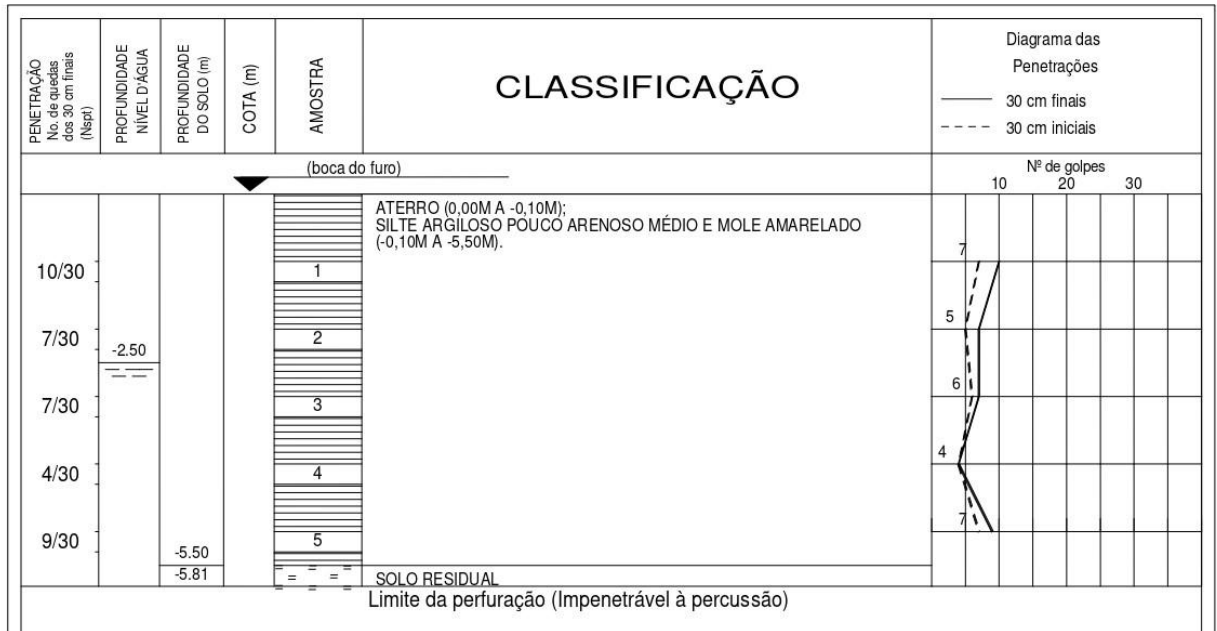 PENETRAÇÃO
No. de quedas
dos 30 cm finais
(Nspt)
PROFUNDIDADE
NÍVEL D'ÁGUA
PROFUNDIDADE
DO SOLO (m)
COTA (m)
AMOSTRA
CLASSIFICAÇÃO
Diagrama das
Penetrações
30 cm finais
30 cm iniciais
(boca do furo)
Nº de golpes
10 20 30
ATERRO (0,00M A -0,10M);
SILTE ARGILOSO POUCO ARENOSO MÉDIO E MOLE AMARELADO
(-0,10M A -5,50M).
7
10/30 1
5
7/30 2
-2.50
6
7/30 3
4
4/30 4
7
9/30 5
-5.50
-5.81 SOLO RESIDUAL
Limite da perfuração (Impenetrável à percussão)